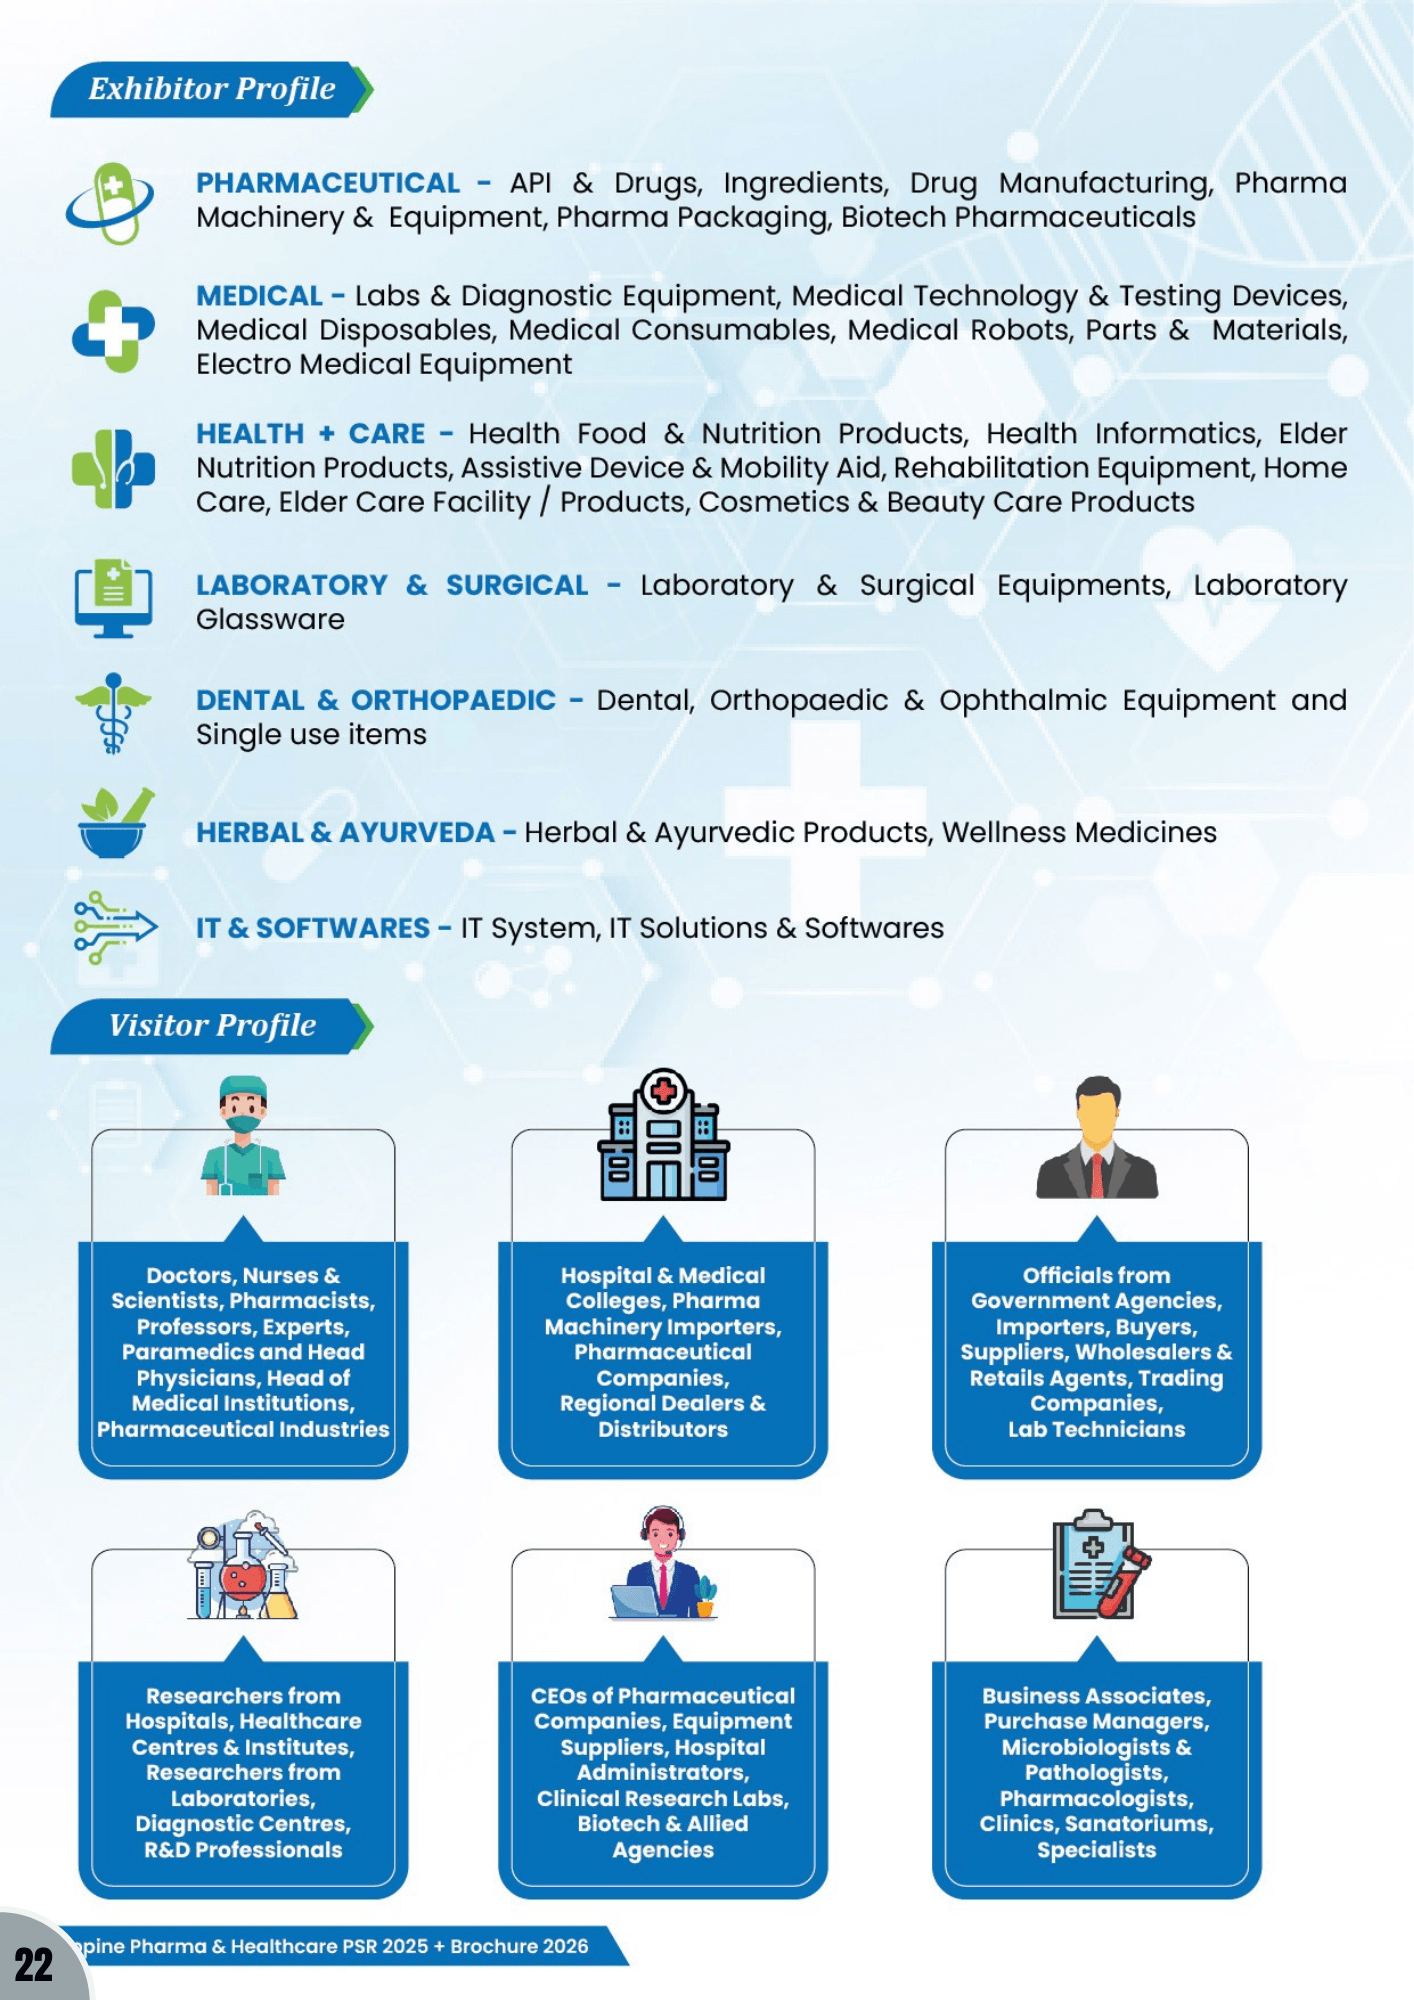 Exhibitor Profile
PHARMACEUTICAL - API & Drugs, Ingredients, Drug Manufacturing, Pharma
Machinery & Equipment, Pharma Packaging, Biotech Pharmaceuticals
MEDICAL - Labs & Diagnostic Equipment, Medical Technology & Testing Devices,
Medical Disposables, Medical Consumables, Medical Robots, Parts & Materials,
Electro Medical Equipment
HEALTH + CARE - Health Food & Nutrition Products, Health Informatics, Elder
Nutrition Products, Assistive Device & Mobility Aid, Rehabilitation Equipment, Home
Care, Elder Care Facility / Products, Cosmetics & Beauty Care Products
LABORATORY & SURGICAL - Laboratory & Surgical Equipments, Laboratory
Glassware
DENTAL & ORTHOPAEDIC - Dental, Orthopaedic & Ophthalmic Equipment and
Single use items
HERBAL & AYURVEDA - Herbal & Ayurvedic Products, Wellness Medicines
IT & SOFTWARES - IT System, IT Solutions & Softwares
Visitor Profile
Doctors, Nurses &
Scientists, Pharmacists,
Professors, Experts,
Paramedics and Head
Physicians, Head of
Medical Institutions,
Pharmaceutical Industries
Hospital & Medical
Colleges, Pharma
Machinery Importers,
Pharmaceutical
Companies,
Regional Dealers &
Distributors
Officials from
Government Agencies,
Importers, Buyers,
Suppliers, Wholesalers &
Retails Agents, Trading
Companies,
Lab Technicians
Researchers from
Hospitals, Healthcare
Centres & Institutes,
Researchers from
Laboratories,
Diagnostic Centres,
R&D Professionals
CEOs of Pharmaceutical
Companies, Equipment
Suppliers, Hospital
Administrators,
Clinical Research Labs,
Biotech & Allied
Agencies
Business Associates,
Purchase Managers,
Microbiologists &
Pathologists,
Pharmacologists,
Clinics, Sanatoriums,
Specialists
Pharma & Healthcare PSR 2025 + Brochure 2026
22